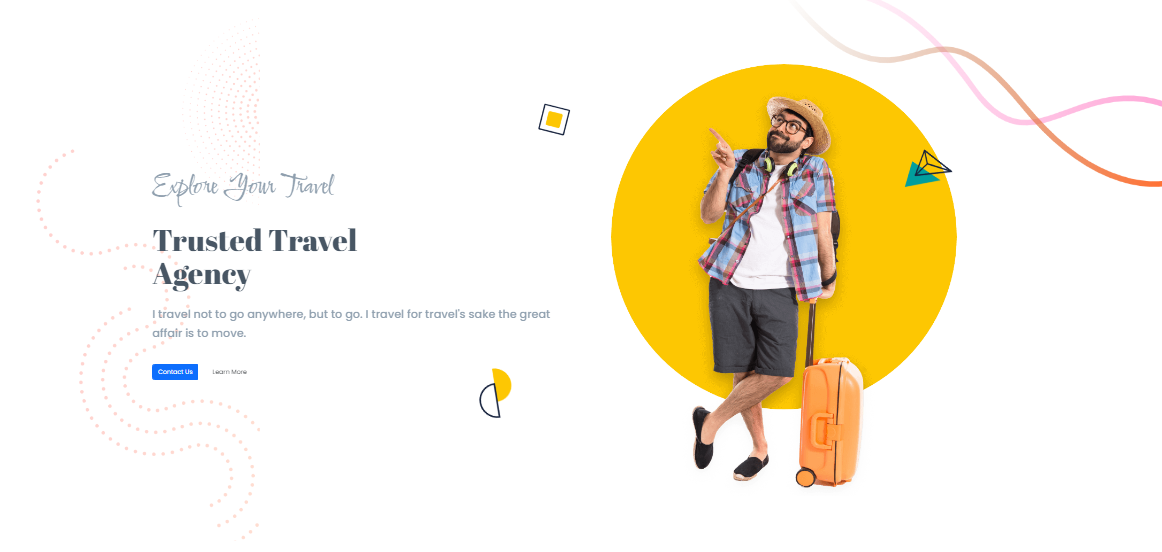 Explore Your Travel
Trusted Travel
Agency
I travel not to go anywhere, but to go. I travel for travel's sake the great
affair is to move.
Contact Us
Learn More